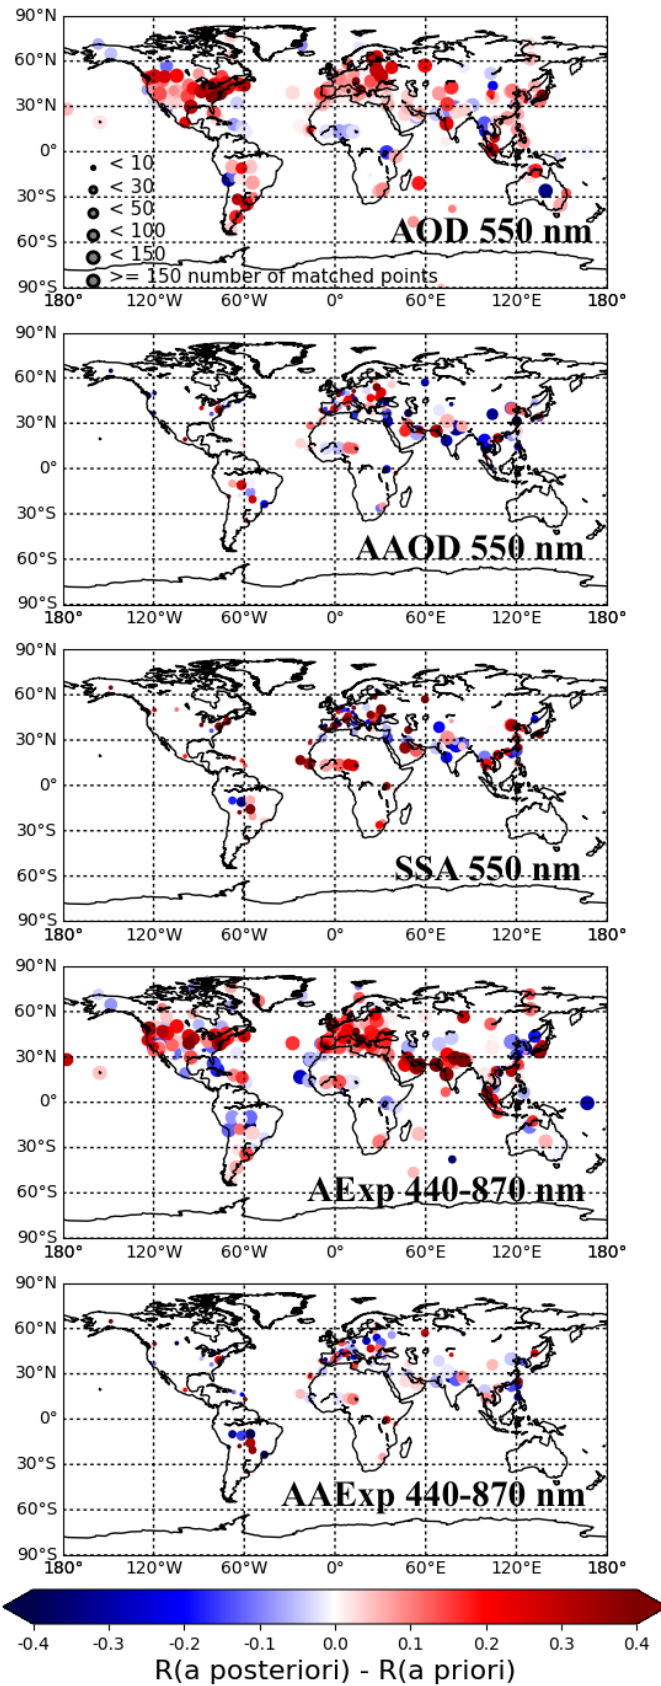 90°N
60°N
30°N
0°
< 10
< 30
30°S
< 50
< 100
60°S
AOD 550 nm
< 150
>= 150 number of matched points
90°S
180° 120°W 60°W 0° 60°E 120°E 180°
90°N
60°N
30°N
0°
30°S
60°S
AAOD 550 nm
90°S
180° 120°W 60°W 0° 60°E 120°E 180°
90°N
60°N
30°N
0°
30°S
60°S
SSA 550 nm
90°S
180° 120°W 60°W 0° 60°E 120°E 180°
90°N
60°N
30°N
0°
30°S
60°S
AExp 440-870 nm
90°S
180° 120°W 60°W 0° 60°E 120°E 180°
90°N
60°N
30°N
0°
30°S
AAExp 440-870 nm
60°S
90°S
180° 120°W 60°W 0° 60°E 120°E 180°
-0.4 -0.3 -0.2 -0.1 0.0 0.1 0.2 0.3 0.4
R(a posteriori) - R(a priori)